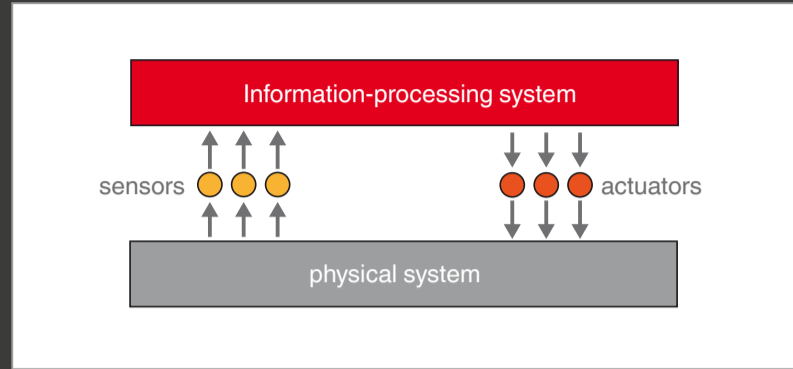 Information-processing system
sensors
actuators
physical system